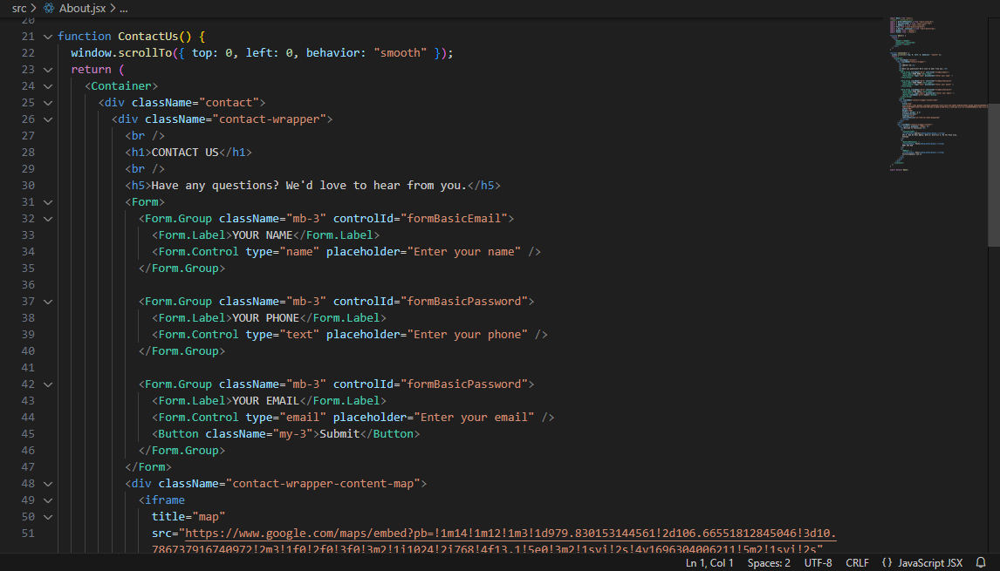 src > About.jsx > ...
20
21 function ContactUs() {
22 window.scrollTo({ top: 0, left: 0, behavior: "smooth" });
23 return (
24 <Container>
25 <div className="contact">
26 <div className="contact-wrapper">
27 <br />
28 <h1>CONTACT US</h1>
29 <br />
30 <h5>Have any questions? We'd love to hear from you.</h5>
31 <Form>
32 <Form.Group className="mb-3" controlId="formBasicEmail">
33 <Form.Label>YOUR NAME</Form.Label>
34 <Form.Control type="name" placeholder="Enter your name" />
35 </Form.Group>
36
37 <Form.Group className="mb-3" controlId="formBasicPassword">
38 <Form.Label>YOUR PHONE</Form.Label>
39 <Form.Control type="text" placeholder="Enter your phone" />
40 </Form.Group>
41
42 <Form.Group className="mb-3" controlId="formBasicPassword">
43 <Form.Label>YOUR EMAIL</Form.Label>
44 <Form.Control type="email" placeholder="Enter your email" />
45 <Button className="my-3">Submit</Button>
46 </Form.Group>
47 </Form>
48 <div className="contact-wrapper-content-map">
49 <iframe
50 title="map"
51 src="https://www.google.com/maps/embed?pb=!1m14!1m12!1m3!1d979.830153144561!2d106.66551812845046!3d10.
786737916740972!2m3!1f0!2f0!3f0!3m2!1i1024!2i768!4f13.1!5e0!3m2!1svi!2s!4v1696304006211!5m2!1svi!2s"
Ln 1, Col 1 Spaces: 2 UTF-8 CRLF {} JavaScript JSX